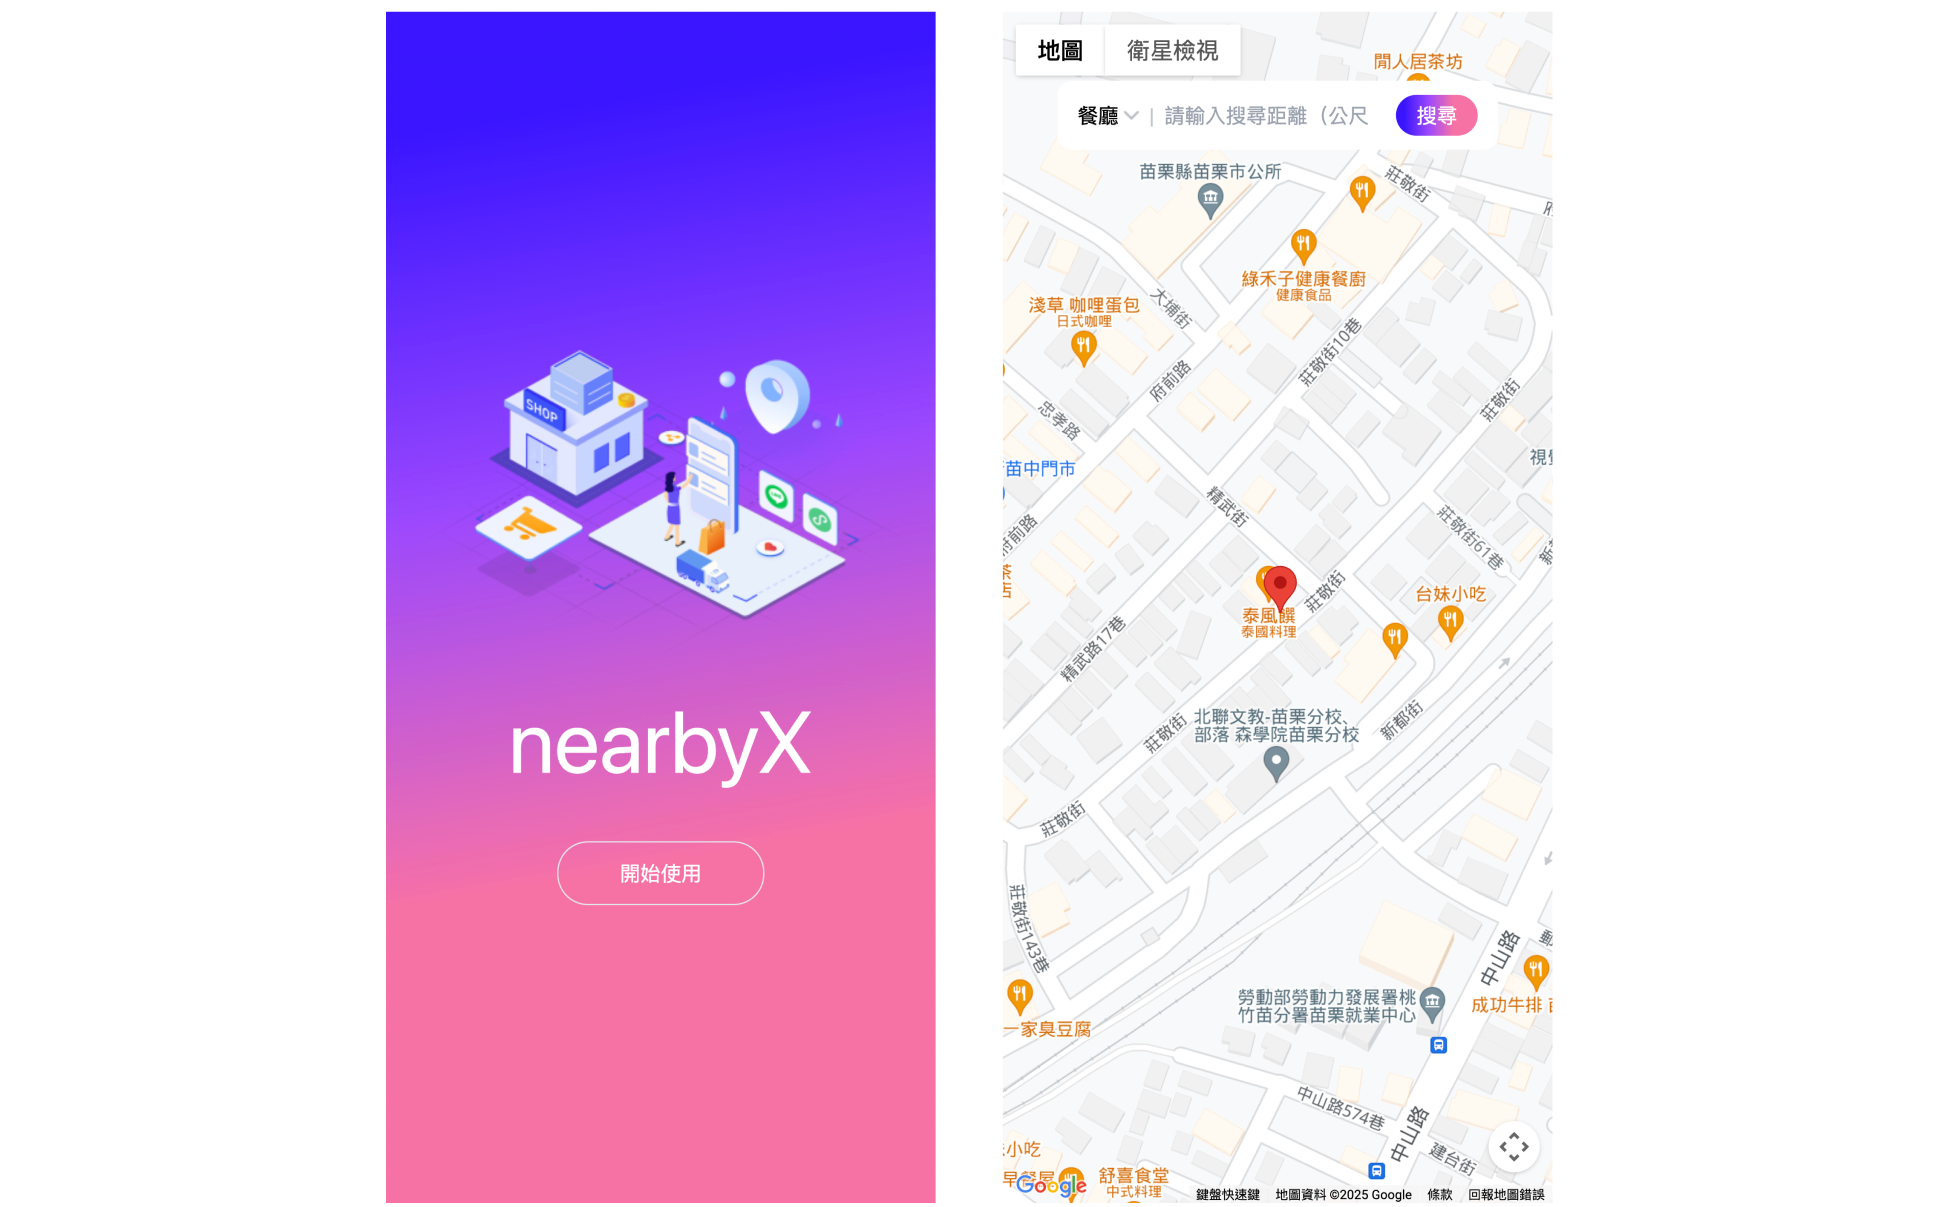 SHOP
nearbyX
開始使用
地圖
衛星檢視
閒人居茶坊
餐廳
請輸入搜尋距離（公尺
搜尋
苗栗縣苗栗市公所
莊敬街
綠禾子健康餐廚
健康食品
淺草 咖哩蛋包
日式咖哩
大埔街
莊敬街10巷
府前路
莊敬街
忠孝路
苗中門市
精武街
府前路
莊敬街61巷
茶
店
莊敬街
泰風饌
泰國料理
台妹小吃
精武路17巷
北聯文教-苗栗分校、
部落 森學院苗栗分校
莊敬街
新都街
莊敬街
莊敬街143巷
中山路
勞動部勞動力發展署桃
竹苗分署苗栗就業中心
成功牛排
一家臭豆腐
中山路574巷
中山路
建台街
小吃
早餐屋
舒喜食堂
中式料理
Google
鍵盤快速鍵
地圖資料 ©2025 Google
條款
回報地圖錯誤